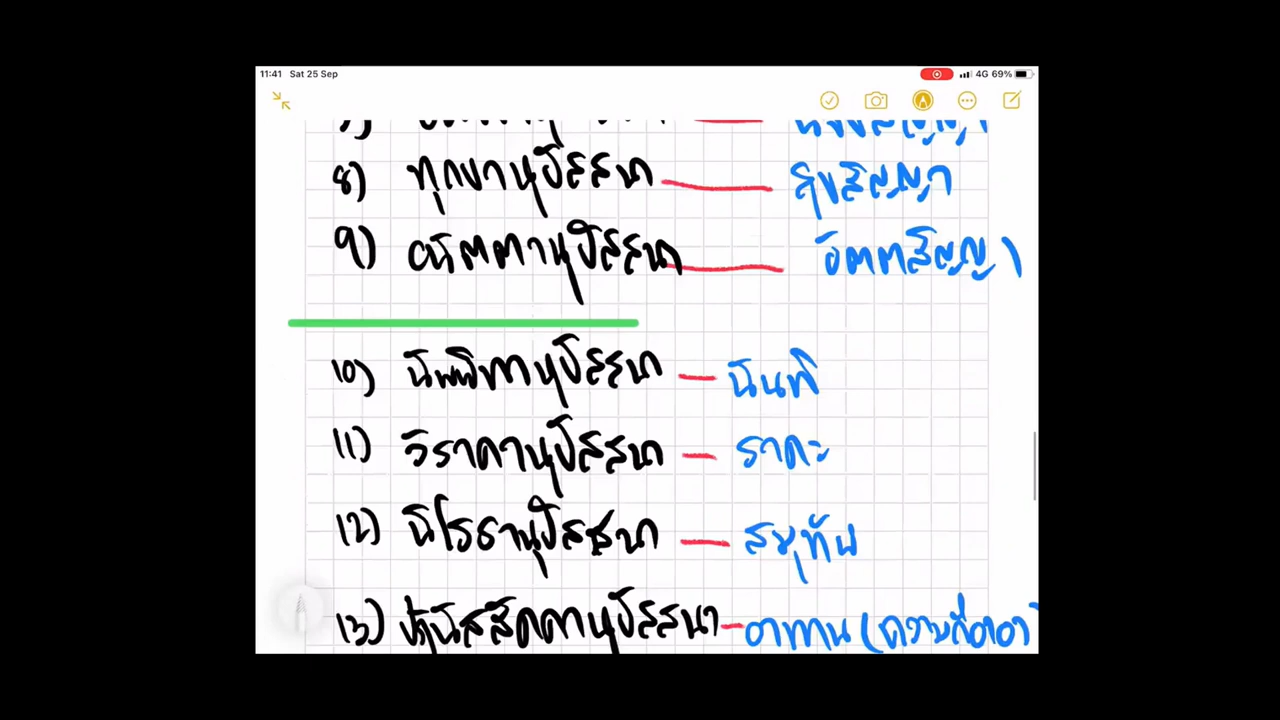 11:41 Sat 25 Sep 4G 69%
8) ทุกขานุปัสสนา — สุขสัญญา
9) อนัตตานุปัสสนา — อัตตสัญญา
10) นิพพิทานุปัสสนา — นันทิ
11) วิราคานุปัสสนา — ราคะ
12) นิโรธานุปัสสนา — สมุทัย
13) ปฏินิสสัคคานุปัสสนา — อาทาน (ความถือเอา)